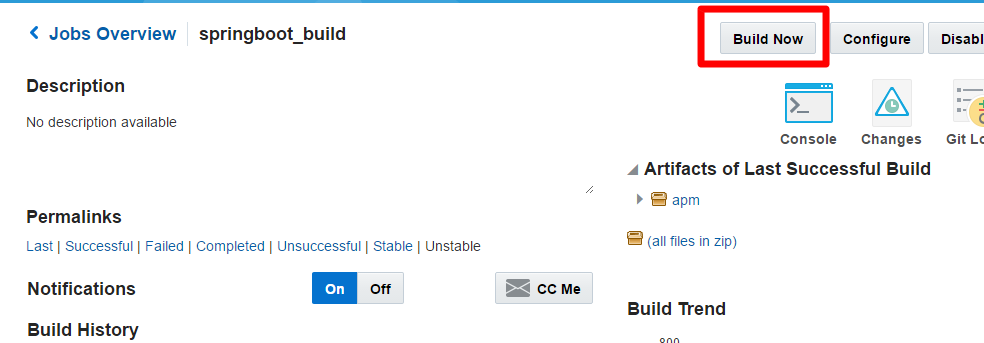 Jobs Overview springboot_build
Build Now Configure Disabl
Description
No description available
Console Changes Git Lo
Artifacts of Last Successful Build
apm
(all files in zip)
Permalinks
Last | Successful | Failed | Completed | Unsuccessful | Stable | Unstable
Notifications On Off CC Me
Build History
Build Trend
800